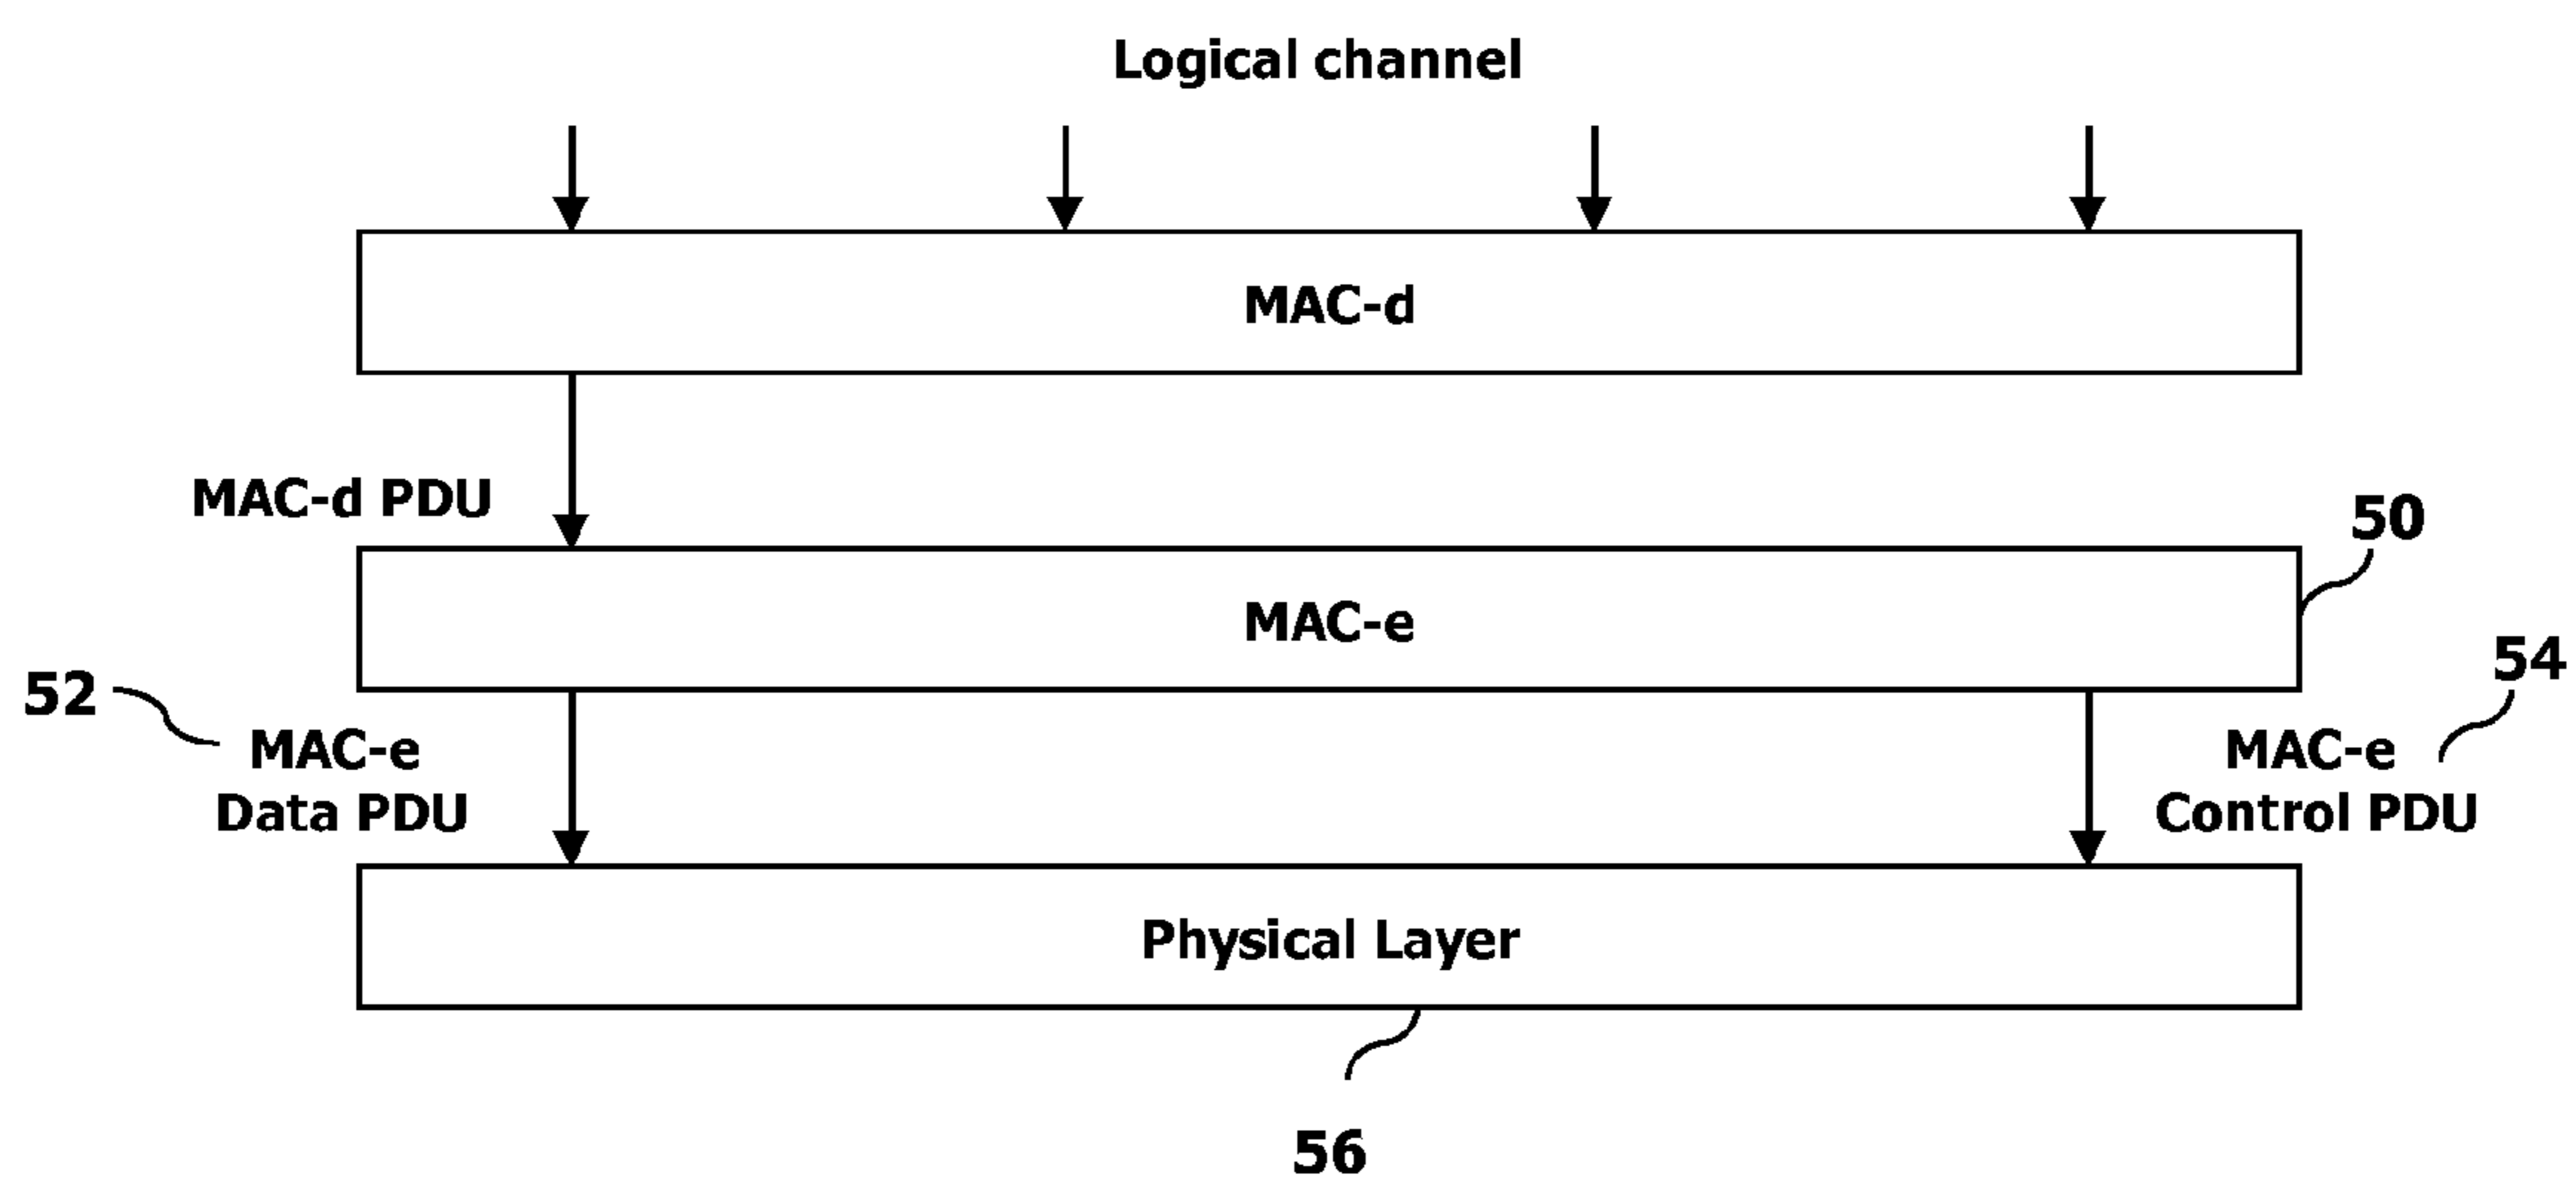 Logical channel
MAC-d
MAC-d PDU
50
MAC-e
52
54
MAC-e
Data PDU
MAC-e
Control PDU
Physical Layer
56